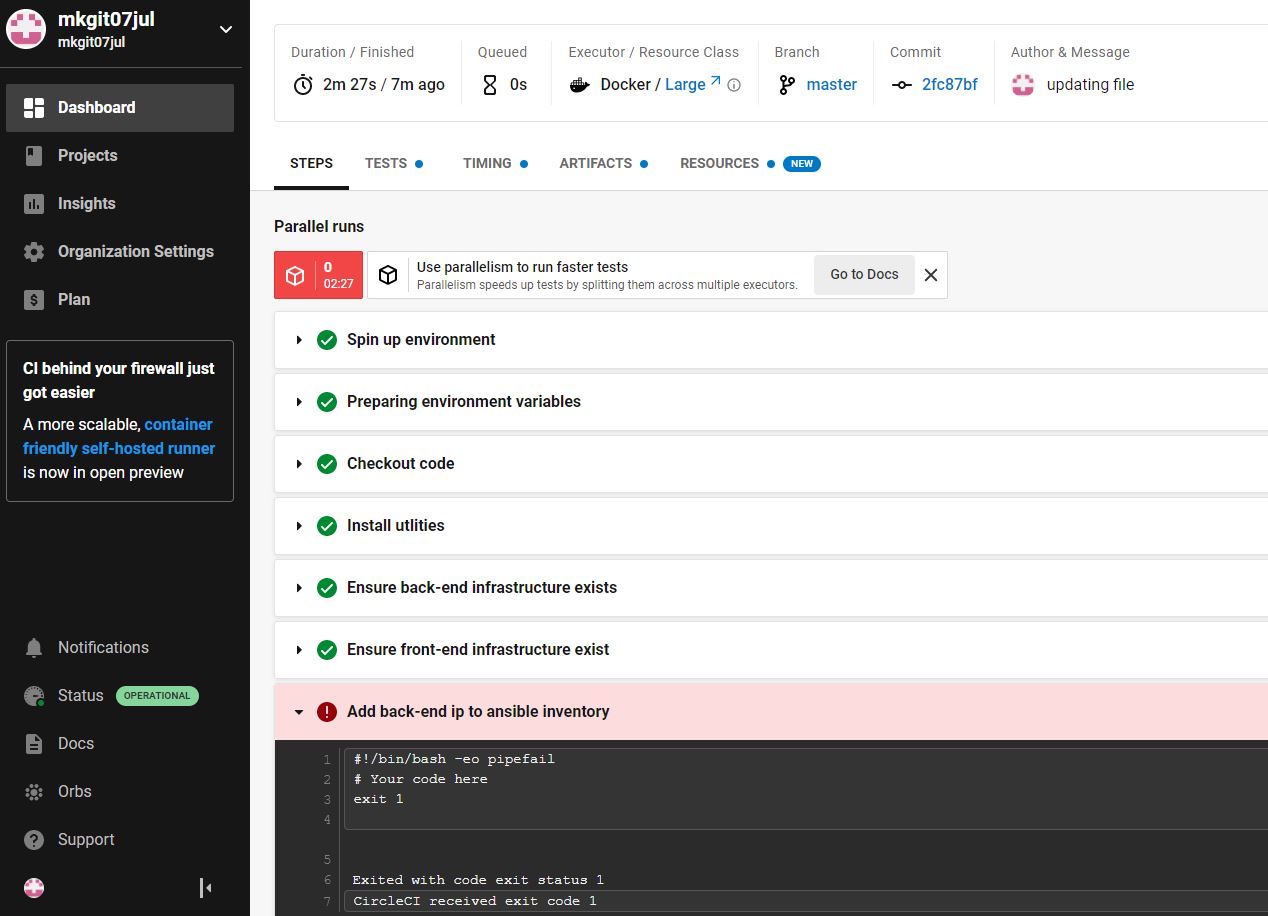 mkgit07jul
mkgit07jul
Dashboard
Projects
Insights
Organization Settings
Plan
CI behind your firewall just
got easier
A more scalable, container
friendly self-hosted runner
is now in open preview
Notifications
Status OPERATIONAL
Docs
Orbs
Support
Duration / Finished
2m 27s / 7m ago
Queued
0s
Executor / Resource Class
Docker / Large
Branch
master
Commit
2fc87bf
Author & Message
updating file
STEPS TESTS TIMING ARTIFACTS RESOURCES NEW
Parallel runs
0
02:27
Use parallelism to run faster tests
Parallelism speeds up tests by splitting them across multiple executors.
Go to Docs
Spin up environment
Preparing environment variables
Checkout code
Install utlities
Ensure back-end infrastructure exists
Ensure front-end infrastructure exist
Add back-end ip to ansible inventory
1 #!/bin/bash -eo pipefail
2 # Your code here
3 exit 1
4
5
6 Exited with code exit status 1
7 CircleCI received exit code 1